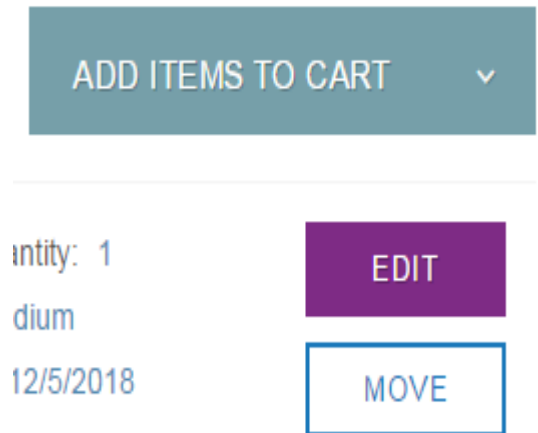 ADD ITEMS TO CART
antity: 1
EDIT
dium
12/5/2018
MOVE